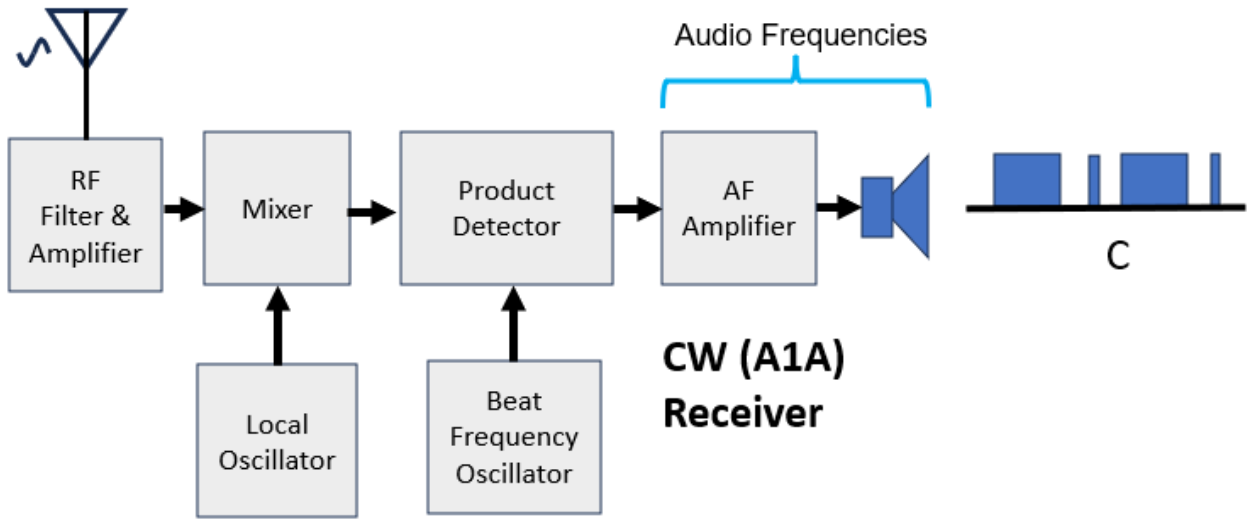 Audio Frequencies
RF
Filter &
Amplifier
Mixer
Product
Detector
AF
Amplifier
C
Local
Oscillator
Beat
Frequency
Oscillator
CW (A1A)
Receiver